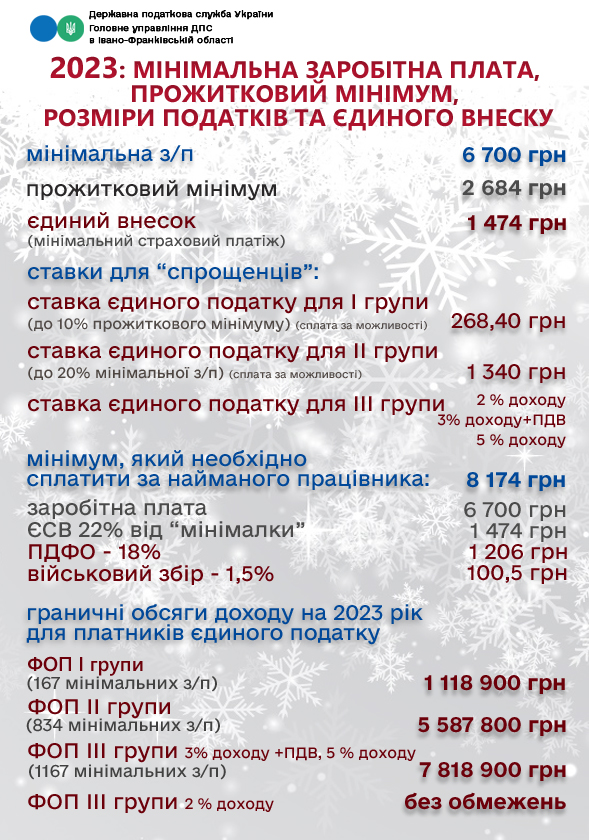 Державна податкова служба України
Головне управління ДПС
в Івано-Франківській області
2023: МІНІМАЛЬНА ЗАРОБІТНА ПЛАТА,
ПРОЖИТКОВИЙ МІНІМУМ,
РОЗМІРИ ПОДАТКІВ ТА ЄДИНОГО ВНЕСКУ
мінімальна з/п 6 700 грн
прожитковий мінімум 2 684 грн
єдиний внесок 1 474 грн
(мінімальний страховий платіж)
ставки для “спрощенців”:
ставка єдиного податку для І групи
(до 10% прожиткового мінімуму) (сплата за можливості) 268,40 грн
ставка єдиного податку для ІІ групи
(до 20% мінімальної з/п) (сплата за можливості) 1 340 грн
ставка єдиного податку для ІІІ групи 2 % доходу
3% доходу+ПДВ
5 % доходу
мінімум, який необхідно
сплатити за найманого працівника: 8 174 грн
заробітна плата 6 700 грн
ЄСВ 22% від “мінімалки” 1 474 грн
ПДФО - 18% 1 206 грн
військовий збір - 1,5% 100,5 грн
граничні обсяги доходу на 2023 рік
для платників єдиного податку
ФОП І групи
(167 мінімальних з/п) 1 118 900 грн
ФОП ІІ групи
(834 мінімальних з/п) 5 587 800 грн
ФОП ІІІ групи 3% доходу +ПДВ, 5 % доходу
(1167 мінімальних з/п) 7 818 900 грн
ФОП ІІІ групи 2 % доходу без обмежень